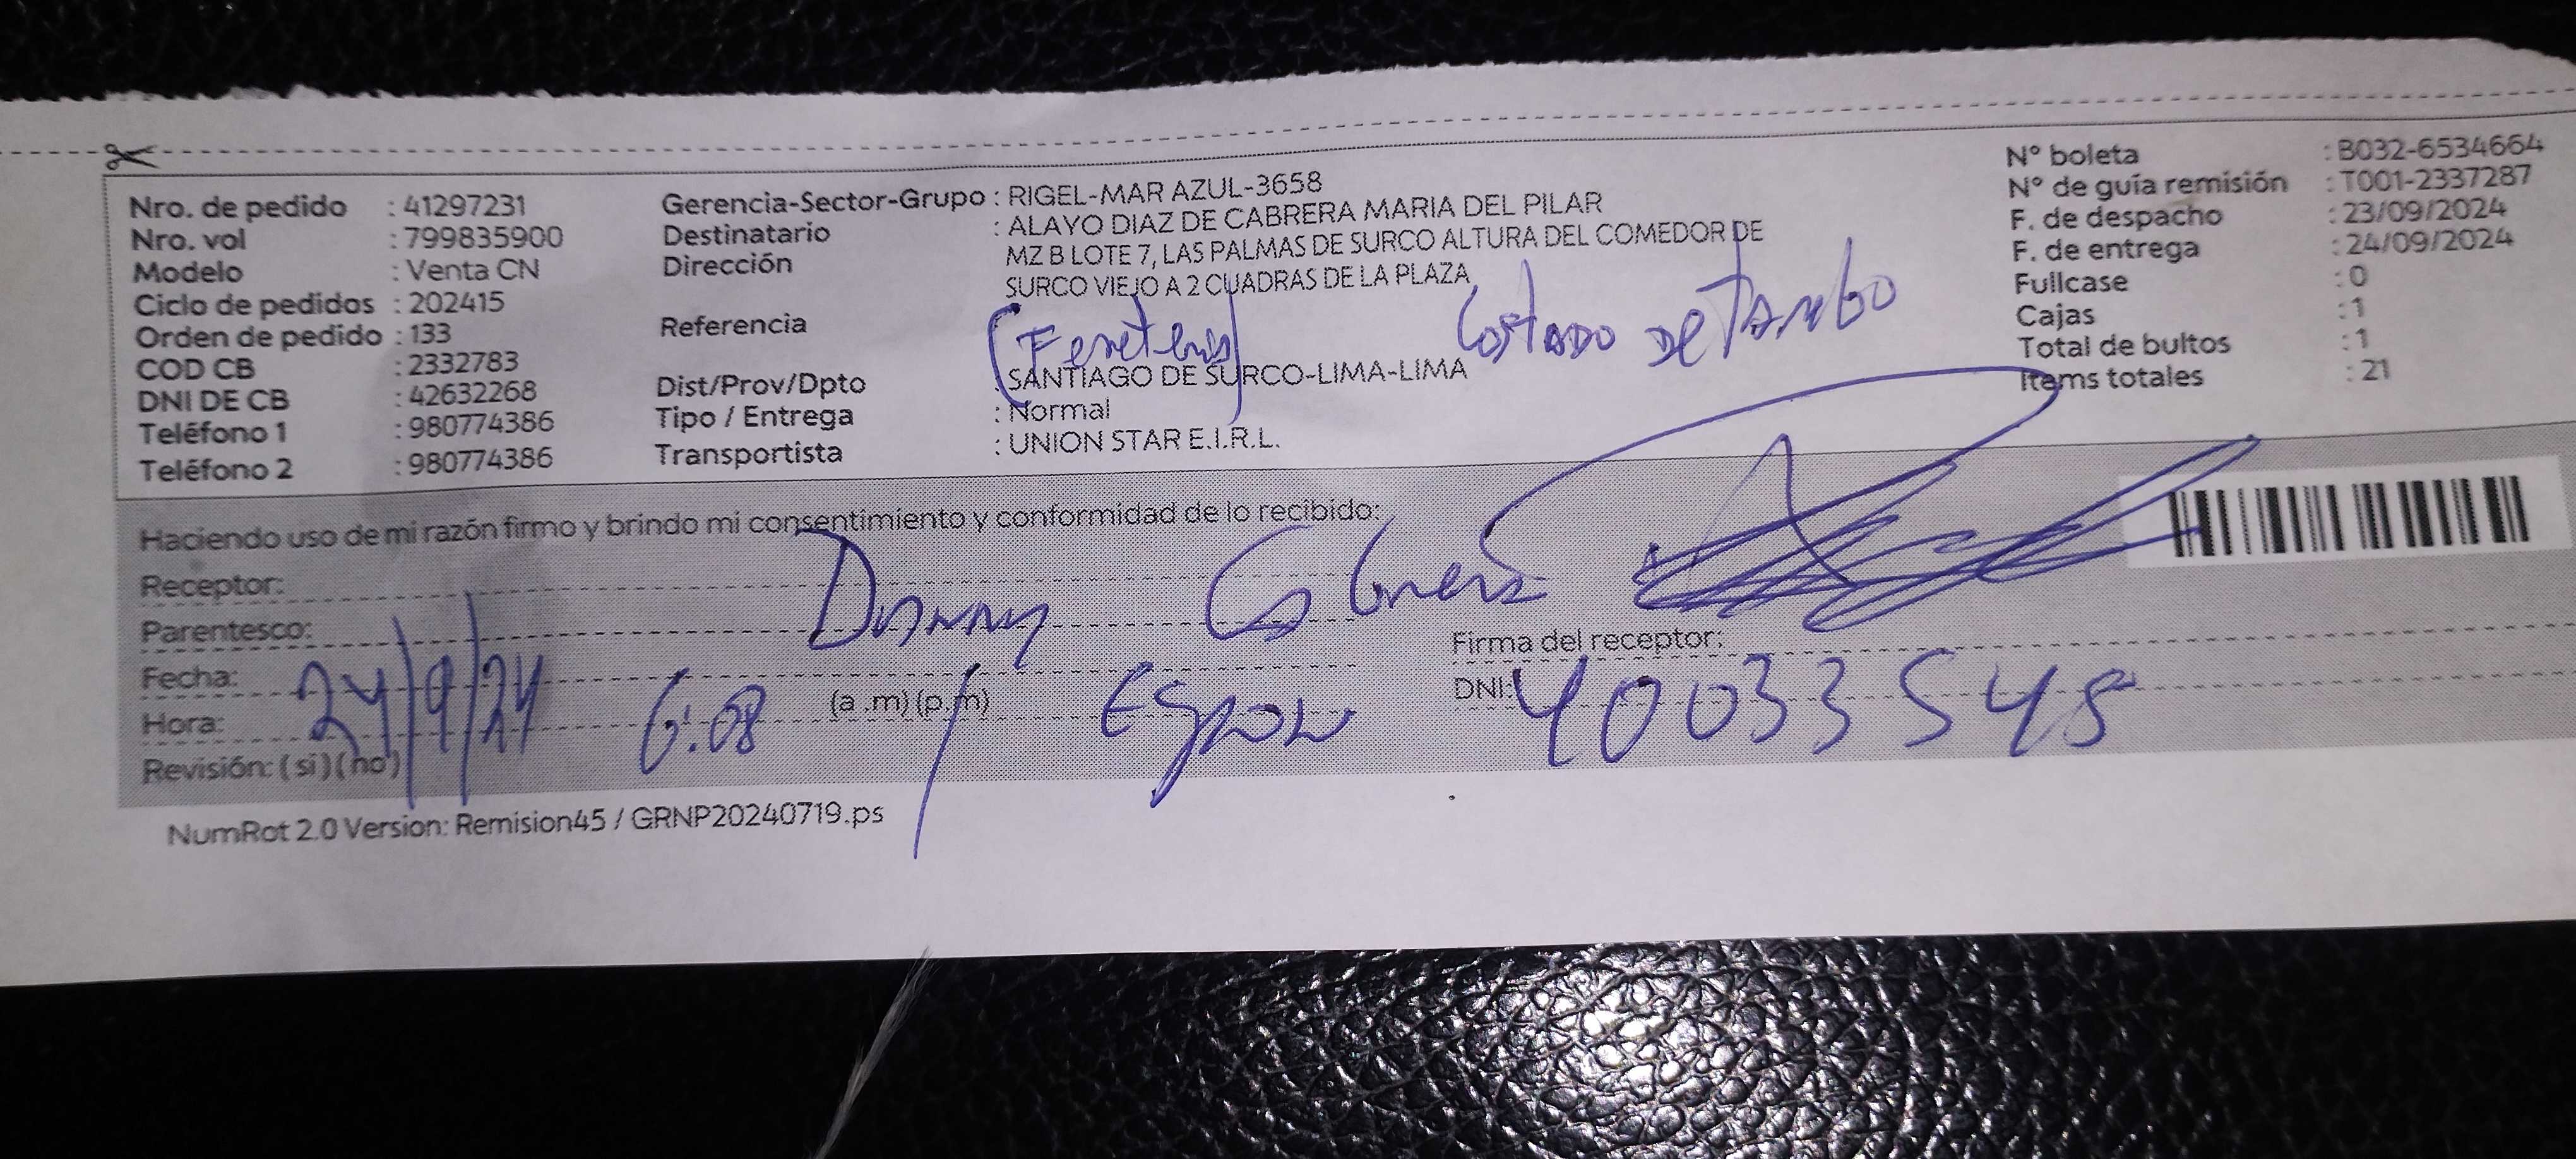 Nro. de pedido : 41297231
Nro. vol : 799835900
Modelo : Venta CN
Ciclo de pedidos : 202415
Orden de pedido : 133
COD CB : 2332783
DNI DE CB : 42632268
Teléfono 1 : 980774386
Teléfono 2 : 980774386
Gerencia-Sector-Grupo : RIGEL-MAR AZUL-3658
Destinatario : ALAYO DIAZ DE CABRERA MARIA DEL PILAR
Dirección MZ B LOTE 7, LAS PALMAS DE SURCO ALTURA DEL COMEDOR DE
SURCO VIEJO A 2 CUADRAS DE LA PLAZA
Referencia
Costado de Tambo
Dist/Prov/Dpto : SANTIAGO DE SURCO-LIMA-LIMA
Tipo / Entrega : Normal
Transportista : UNION STAR E.I.R.L.
N° boleta : B032-6534664
N° de guía remisión : T001-2337287
F. de despacho : 23/09/2024
F. de entrega : 24/09/2024
Fullcase : 0
Cajas : 1
Total de bultos : 1
Items totales : 21
Haciendo uso de mi razón firmo y brindo mi consentimiento y conformidad de lo recibido:
Receptor: Danny Cabrera
Parentesco:
Firma del receptor:
Fecha: 24/9/24
Hora: 6:08 (a .m) (p.m)
DNI: 40033545
Revisión: (si) (no)
NumRot 2.0 Version: Remision45 / GRNP20240719.ps